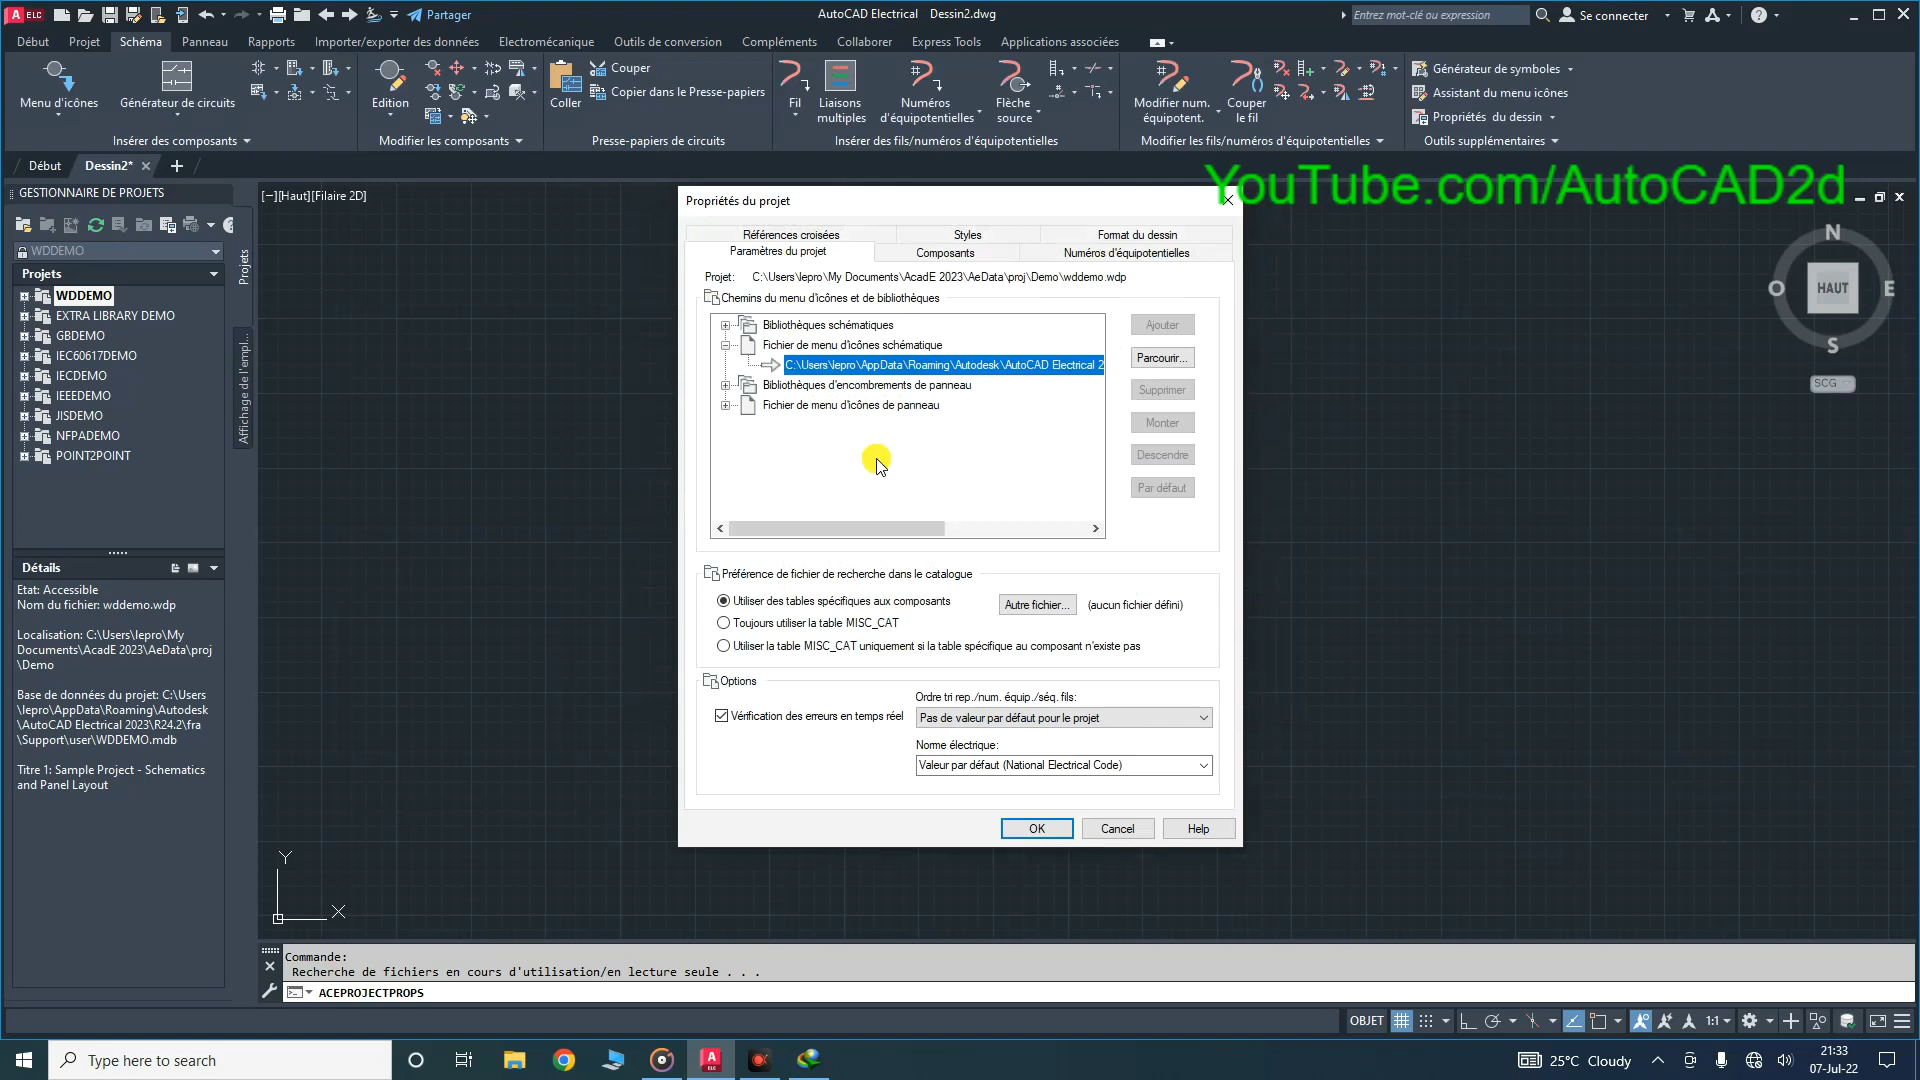 A ELC
Partager
AutoCAD Electrical Dessin2.dwg
Entrez mot-clé ou expression
Se connecter
Début
Projet
Schéma
Panneau
Rapports
Importer/exporter des données
Electromécanique
Outils de conversion
Compléments
Collaborer
Express Tools
Applications associées
Menu d'icônes
Générateur de circuits
Edition
Coller
Couper
Copier dans le Presse-papiers
Fil
Liaisons
multiples
Numéros
d'équipotentielles
Flèche
source
Modifier num.
équipotent.
Couper
le fil
Générateur de symboles
Assistant du menu icônes
Propriétés du dessin
Insérer des composants
Modifier les composants
Presse-papiers de circuits
Insérer des fils/numéros d'équipotentielles
Modifier les fils/numéros d'équipotentielles
Outils supplémentaires
Début
Dessin2*
YouTube.com/AutoCAD2d
GESTIONNAIRE DE PROJETS
WDDEMO
Projets
WDDEMO
EXTRA LIBRARY DEMO
GBDEMO
IEC60617DEMO
IECDEMO
IEEEDEMO
JISDEMO
NFPADEMO
POINT2POINT
Projets
Affichage de l'empl...
Détails
Etat: Accessible
Nom du fichier: wddemo.wdp
Localisation: C:\Users\lepro\My
Documents\AcadE 2023\AeData\proj
\Demo
Base de données du projet: C:\Users
\lepro\AppData\Roaming\Autodesk
\AutoCAD Electrical 2023\R24.2\fra
\Support\user\WDDEMO.mdb
Titre 1: Sample Project - Schematics
and Panel Layout
[−][Haut][Filaire 2D]
Propriétés du projet
Références croisées
Styles
Format du dessin
Paramètres du projet
Composants
Numéros d'équipotentielles
Projet: C:\Users\lepro\My Documents\AcadE 2023\AeData\proj\Demo\wddemo.wdp
Chemins du menu d'icônes et de bibliothèques
Bibliothèques schématiques
Fichier de menu d'icônes schématique
C:\Users\lepro\AppData\Roaming\Autodesk\AutoCAD Electrical 2
Bibliothèques d'encombrements de panneau
Fichier de menu d'icônes de panneau
Ajouter
Parcourir...
Supprimer
Monter
Descendre
Par défaut
Préférence de fichier de recherche dans le catalogue
Utiliser des tables spécifiques aux composants
Autre fichier...
(aucun fichier défini)
Toujours utiliser la table MISC_CAT
Utiliser la table MISC_CAT uniquement si la table spécifique au composant n'existe pas
Options
Ordre tri rep./num. équip./séq. fils:
Vérification des erreurs en temps réel
Pas de valeur par défaut pour le projet
Norme électrique:
Valeur par défaut (National Electrical Code)
OK
Cancel
Help
N
O
HAUT
E
S
SCG
Y
X
Commande:
Recherche de fichiers en cours d'utilisation/en lecture seule . . .
ACEPROJECTPROPS
OBJET
1:1
Type here to search
25°C Cloudy
21:33
07-Jul-22